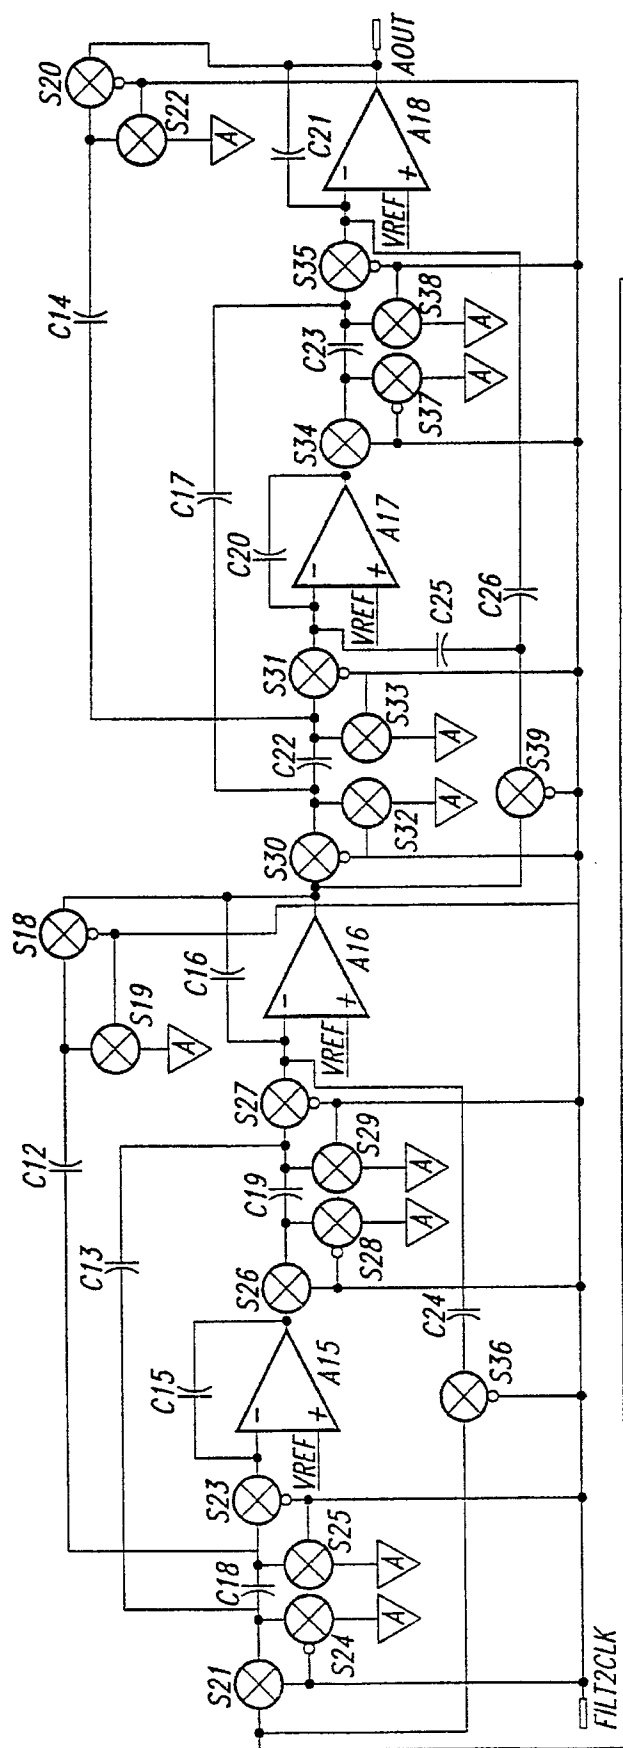 C12
S18
C14
S20
C13
S19
A
C17
S22
A
C15
C16
C20
C21
S21
C18
S23
S26
C19
S27
S30
C22
S31
S34
C23
S35
AOUT
S24
S25
A15
S28
S29
A16
S32
S33
A17
S37
S38
A18
−
+
VREF
−
+
VREF
−
+
VREF
−
+
VREF
A
A
A
A
A
A
A
A
C24
S36
C25
C26
S39
FILT2CLK